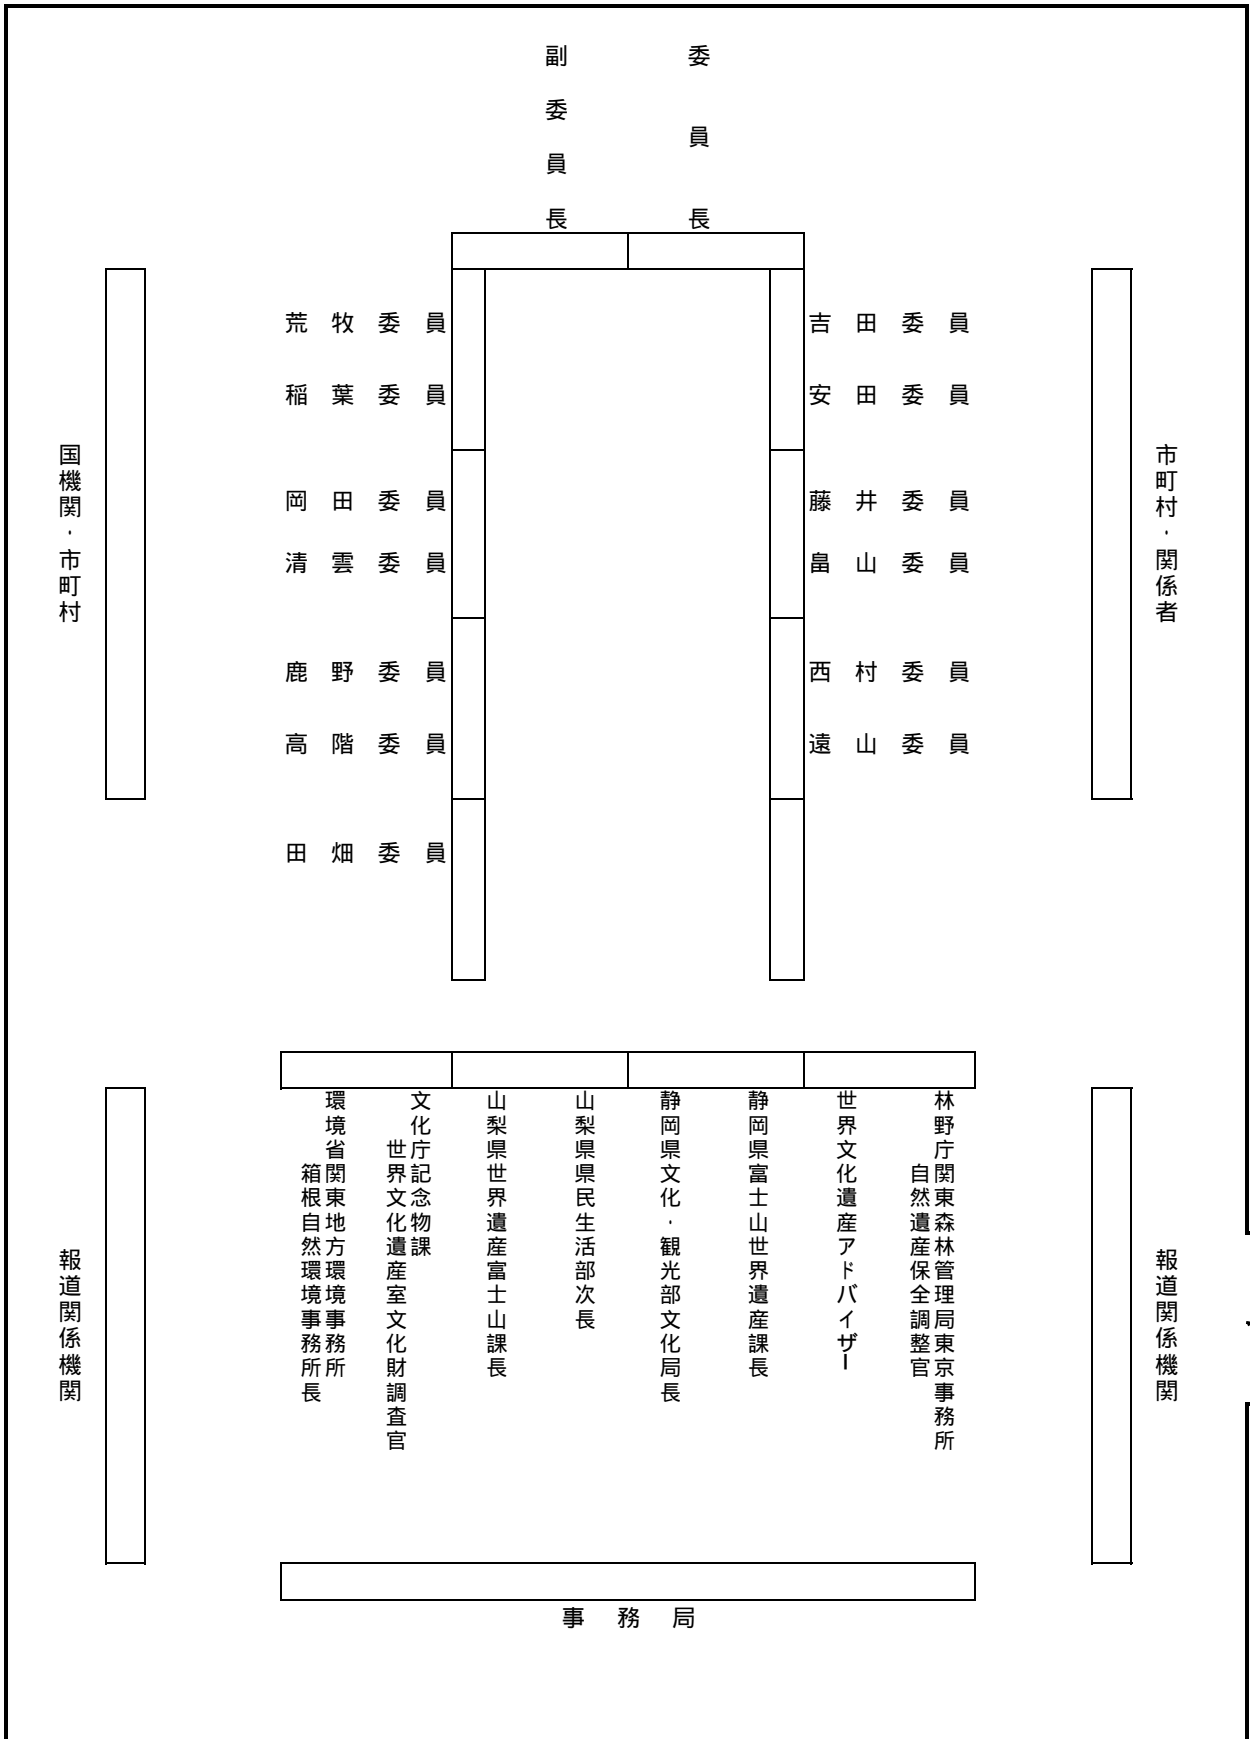 委員長
副委員長
荒牧委員
吉田委員
稲葉委員
安田委員
岡田委員
藤井委員
清雲委員
畠山委員
鹿野委員
西村委員
高階委員
遠山委員
田畑委員
市町村・関係者
国機関・市町村
林野庁関東森林管理局東京事務所
自然遺産保全調整官
世界文化遺産アドバイザー
静岡県富士山世界遺産課長
静岡県文化・観光部文化局長
山梨県県民生活部次長
山梨県世界遺産富士山課長
文化庁記念物課
世界文化遺産室文化財調査官
環境省関東地方環境事務所
箱根自然環境事務所長
報道関係機関
報道関係機関
事務局